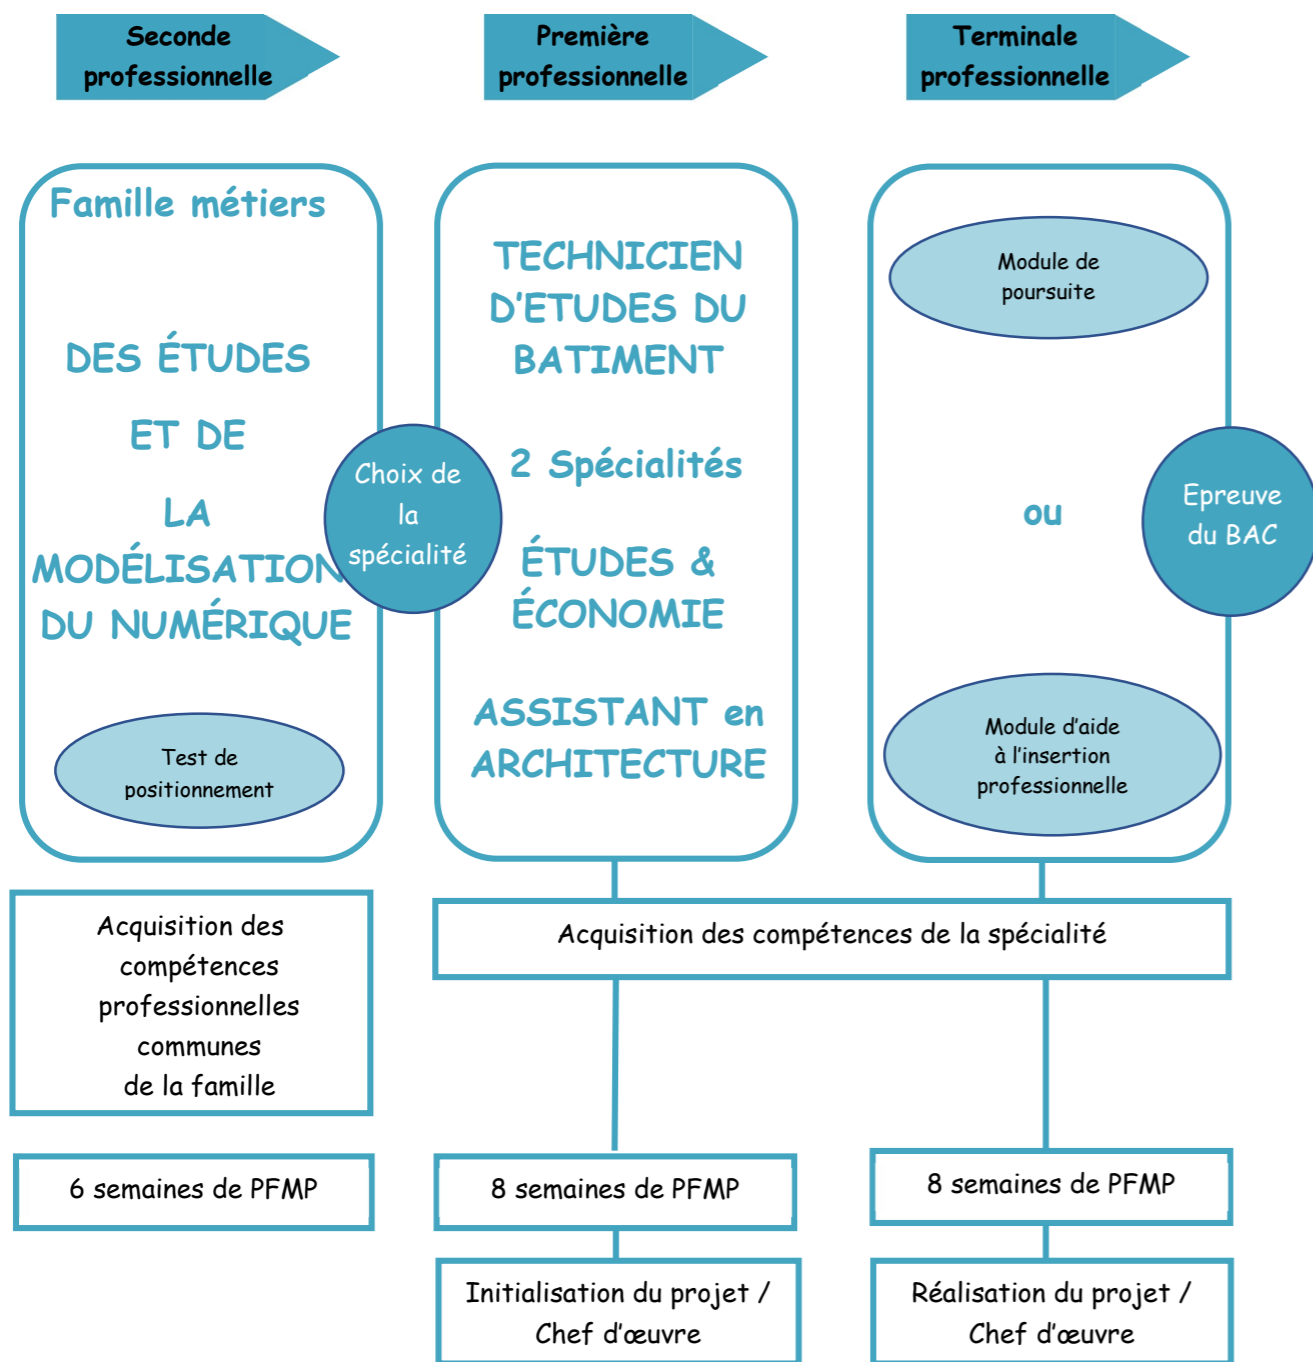 Seconde
professionnelle
Première
professionnelle
Terminale
professionnelle
Famille métiers
DES ÉTUDES
ET DE
LA
MODÉLISATION
DU NUMÉRIQUE
Test de
positionnement
Choix de
la
spécialité
TECHNICIEN
D'ETUDES DU
BATIMENT
2 Spécialités
ÉTUDES &
ÉCONOMIE
ASSISTANT en
ARCHITECTURE
Module de
poursuite
ou
Module d'aide
à l'insertion
professionnelle
Epreuve
du BAC
Acquisition des
compétences
professionnelles
communes
de la famille
Acquisition des compétences de la spécialité
6 semaines de PFMP
8 semaines de PFMP
8 semaines de PFMP
Initialisation du projet /
Chef d'œuvre
Réalisation du projet /
Chef d'œuvre